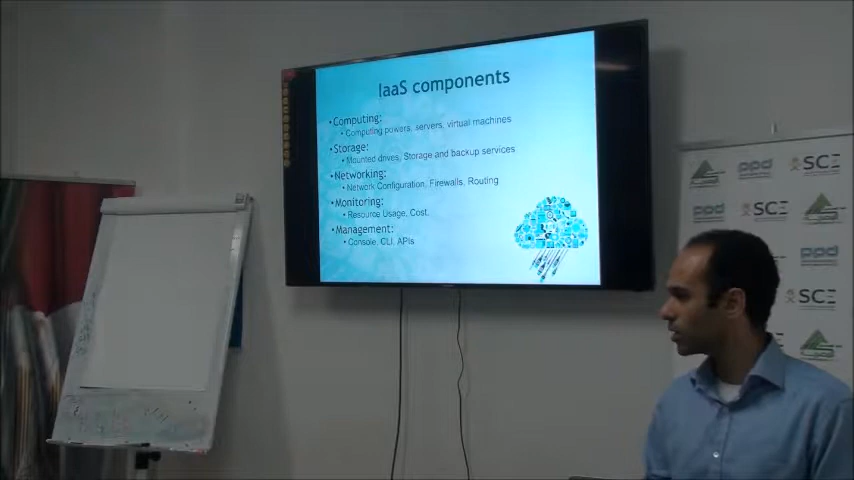 IaaS components
•Computing:
•Computing powers, servers, virtual machines
•Storage:
•Mounted drives, Storage and backup services
•Networking:
•Network Configuration, Firewalls, Routing
•Monitoring:
•Resource Usage, Cost.
•Management:
•Console, CLI, APIs
ppd
SCE
ppd
SCE
ppd
SCE